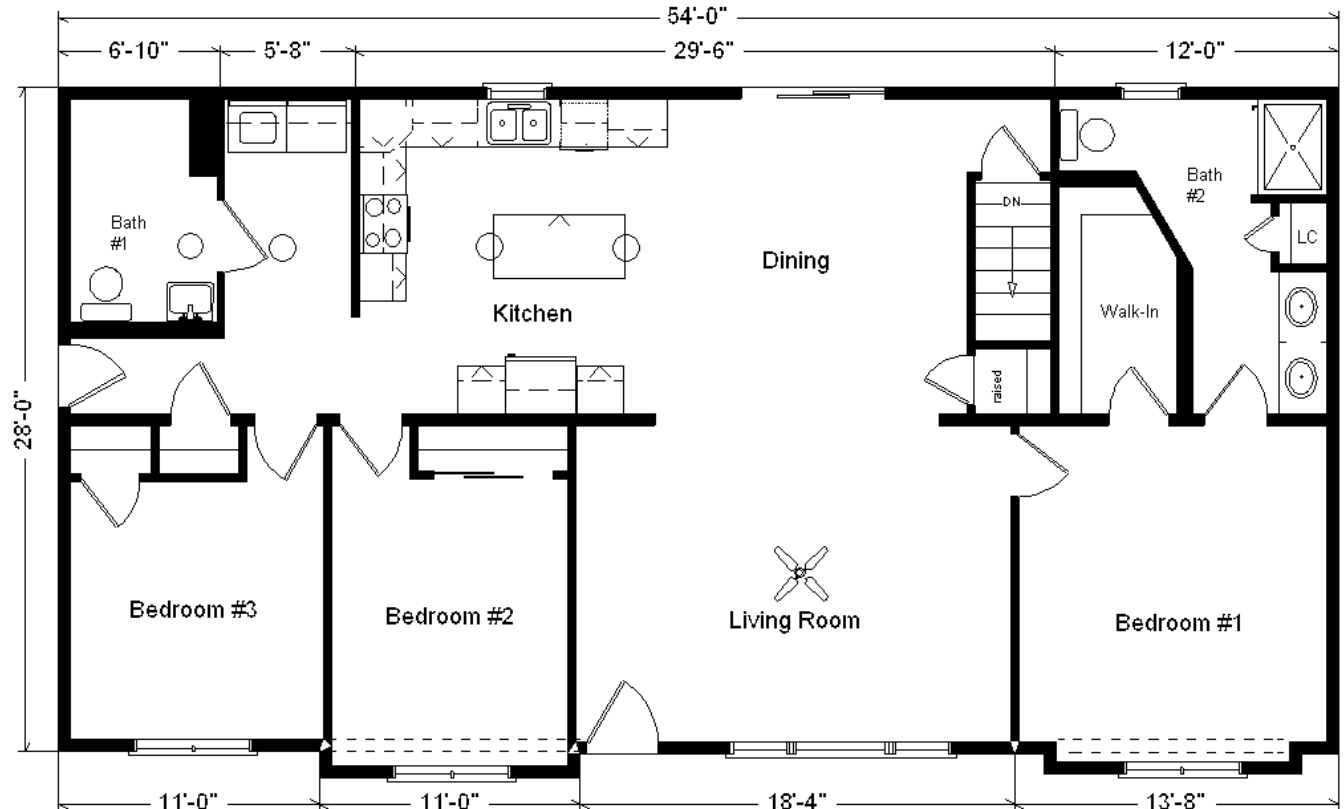 54'-0"
6'-10"
5'-8"
29'-6"
12'-0"
Bath
#1
Bath
#2
DN
LC
Dining
Kitchen
Walk-In
raised
28'-0"
Bedroom #3
Bedroom #2
Living Room
Bedroom #1
11'-0"
11'-0"
18'-4"
13'-8"